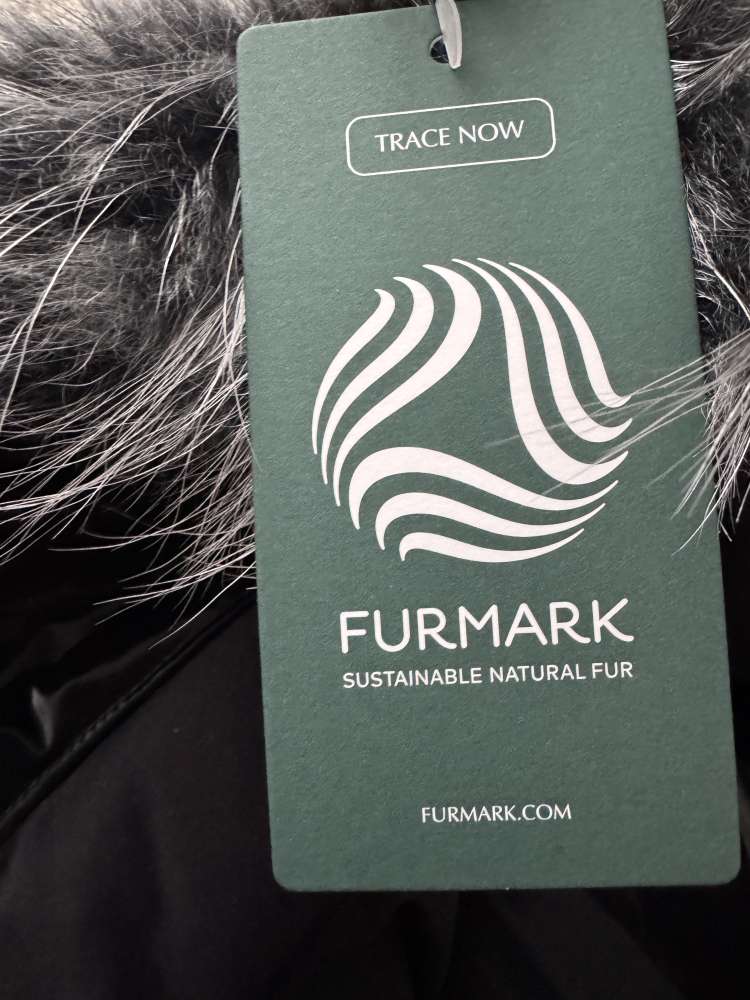 TRACE NOW
FURMARK
SUSTAINABLE NATURAL FUR
FURMARK.COM